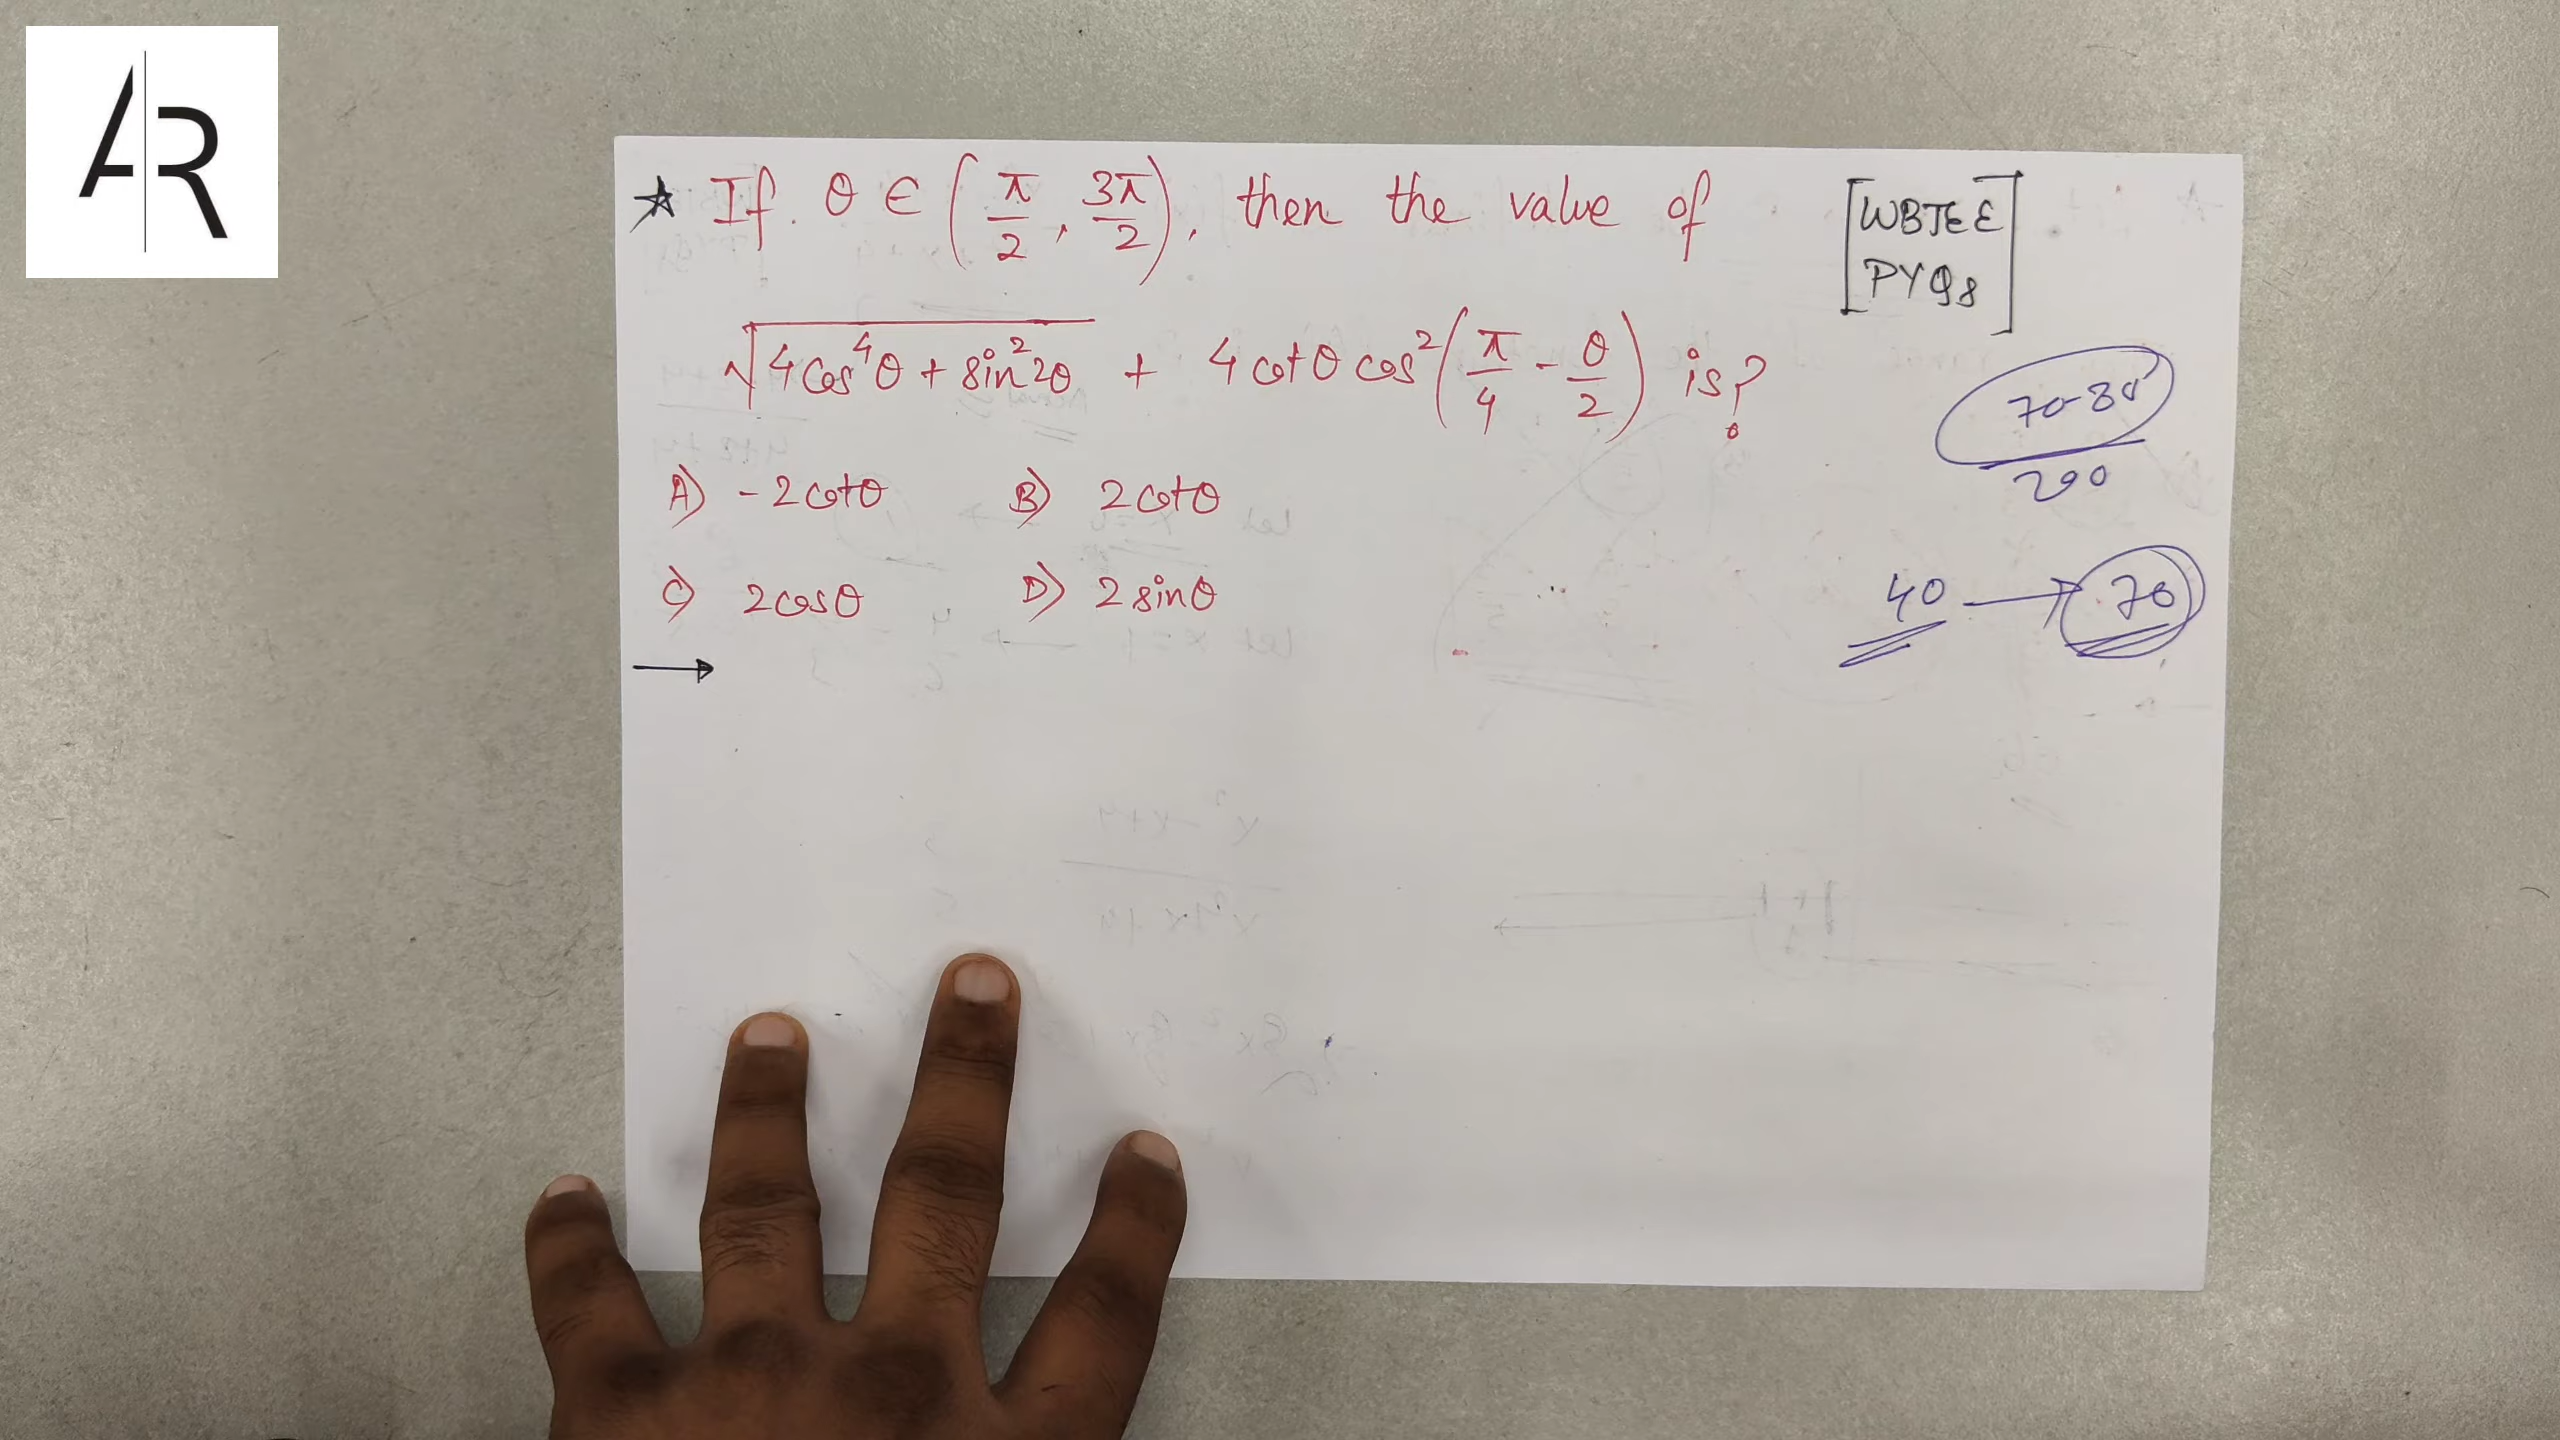 AR
★ If θ ∈ (π/2, 3π/2), then the value of
[WBJEE PYQs]
√(4cos⁴θ + sin²2θ) + 4cotθ cos²(π/4 - θ/2) is?
70-80
200
A) -2cotθ B) 2cotθ
C) 2cosθ D) 2sinθ
40 → 70
→